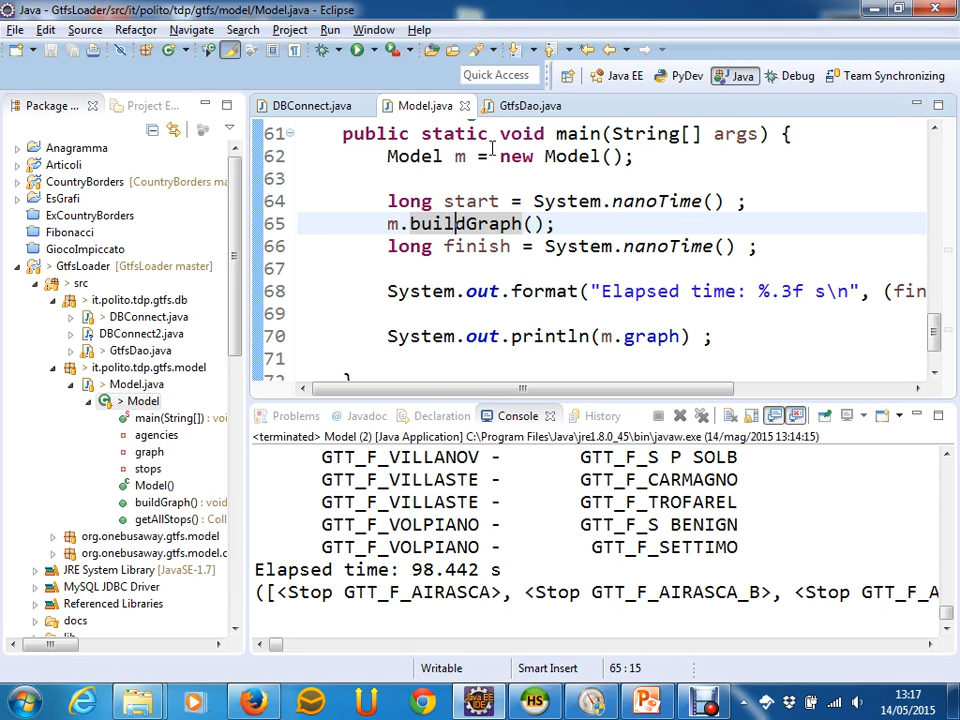 Java - GtfsLoader/src/it/polito/tdp/gtfs/model/Model.java - Eclipse
File Edit Source Refactor Navigate Search Project Run Window Help
Quick Access Java EE PyDev Java Debug Team Synchronizing
Package ... Project E...
Anagramma
Articoli
CountryBorders [CountryBorders ma
EsGrafi
ExCountryBorders
Fibonacci
GiocoImpiccato
GtfsLoader [GtfsLoader master]
src
it.polito.tdp.gtfs.db
DBConnect.java
DBConnect2.java
GtfsDao.java
it.polito.tdp.gtfs.model
Model.java
Model
main(String[]) : voi
agencies
graph
stops
Model()
buildGraph() : void
getAllStops() : Coll
org.onebusaway.gtfs.model
org.onebusaway.gtfs.model.c
JRE System Library [JavaSE-1.7]
MySQL JDBC Driver
Referenced Libraries
docs
lib
DBConnect.java Model.java GtfsDao.java
61 public static void main(String[] args) {
62 Model m = new Model();
63
64 long start = System.nanoTime() ;
65 m.buildGraph();
66 long finish = System.nanoTime() ;
67
68 System.out.format("Elapsed time: %.3f s\n", (fin
69
70 System.out.println(m.graph) ;
71
72 }
Problems Javadoc Declaration Console History
<terminated> Model (2) [Java Application] C:\Program Files\Java\jre1.8.0_45\bin\javaw.exe (14/mag/2015 13:14:15)
GTT_F_VILLANOV - GTT_F_S P SOLB
GTT_F_VILLASTE - GTT_F_CARMAGNO
GTT_F_VILLASTE - GTT_F_TROFAREL
GTT_F_VOLPIANO - GTT_F_S BENIGN
GTT_F_VOLPIANO - GTT_F_SETTIMO
Elapsed time: 98.442 s
([<Stop GTT_F_AIRASCA>, <Stop GTT_F_AIRASCA_B>, <Stop GTT_F_A
Writable Smart Insert 65 : 15
13:17
14/05/2015